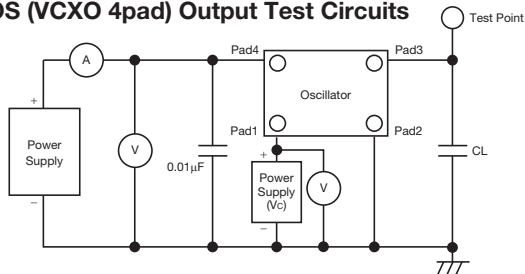 OS (VCXO 4pad) Output Test Circuits
Test Point
A
Pad4
Pad3
Oscillator
+
Power
Supply
−
V
0.01µF
Pad1
Pad2
+
Power
Supply
(Vc)
−
V
CL